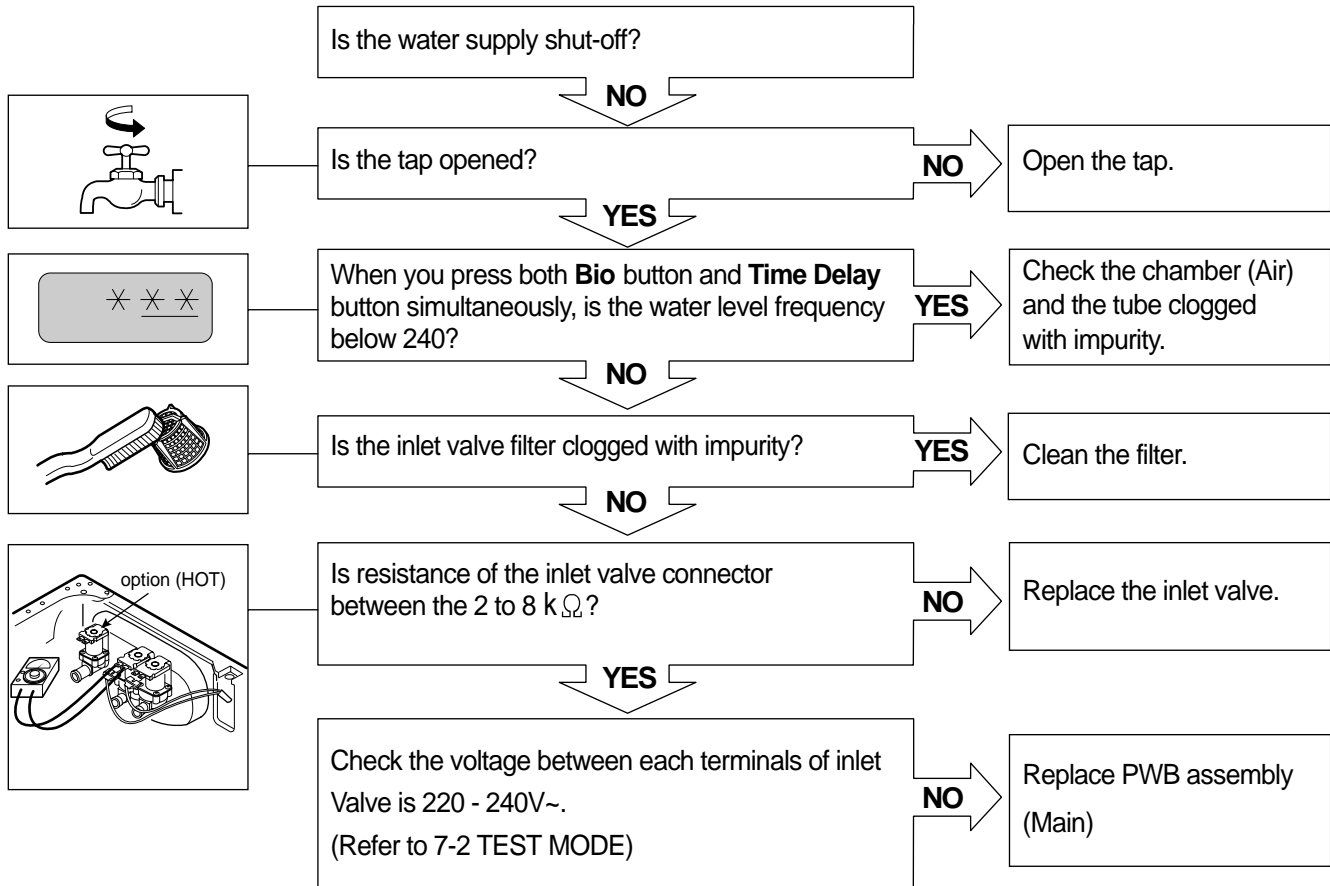 Is the water supply shut-off?
NO
Is the tap opened?
NO
Open the tap.
YES
When you press both Bio button and Time Delay
button simultaneously, is the water level frequency
below 240?
YES
Check the chamber (Air)
and the tube clogged
with impurity.
NO
Is the inlet valve filter clogged with impurity?
YES
Clean the filter.
NO
option (HOT)
Is resistance of the inlet valve connector
between the 2 to 8 kΩ?
NO
Replace the inlet valve.
YES
Check the voltage between each terminals of inlet
Valve is 220 - 240V~.
(Refer to 7-2 TEST MODE)
NO
Replace PWB assembly
(Main)